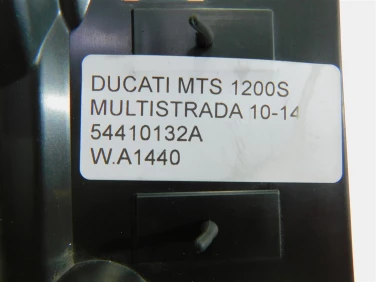 DUCATI MTS 1200S
MULTISTRADA 10-14
54410132A
W.A1440